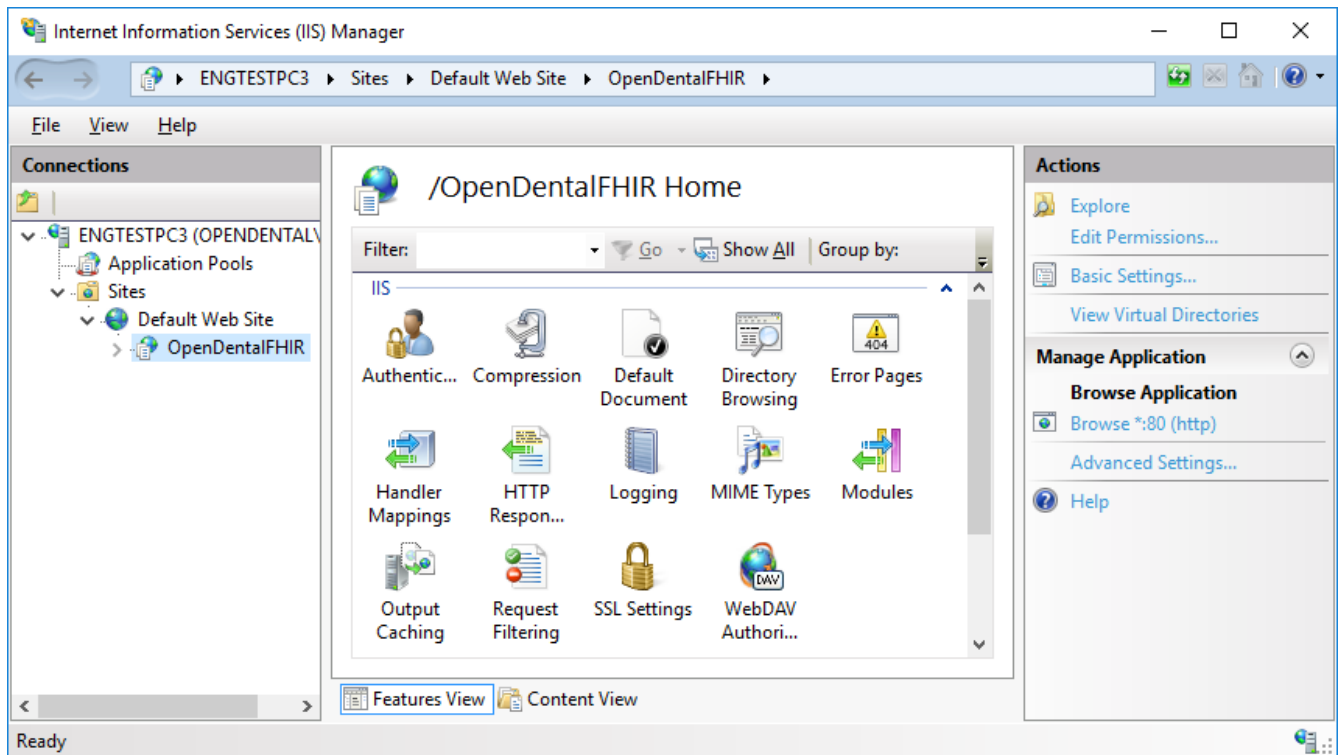 Internet Information Services (IIS) Manager
ENGTESTPC3 Sites Default Web Site OpenDentalFHIR
File View Help
Connections
ENGTESTPC3 (OPENDENTAL\
Application Pools
Sites
Default Web Site
OpenDentalFHIR
/OpenDentalFHIR Home
Filter: Go Show All Group by:
IIS
Authentic... Compression Default Document Directory Browsing Error Pages
404
Handler Mappings HTTP Respon... Logging MIME Types Modules
Output Caching Request Filtering SSL Settings WebDAV Authori...
DAV
Features View Content View
Actions
Explore
Edit Permissions...
Basic Settings...
View Virtual Directories
Manage Application
Browse Application
Browse *:80 (http)
Advanced Settings...
Help
Ready